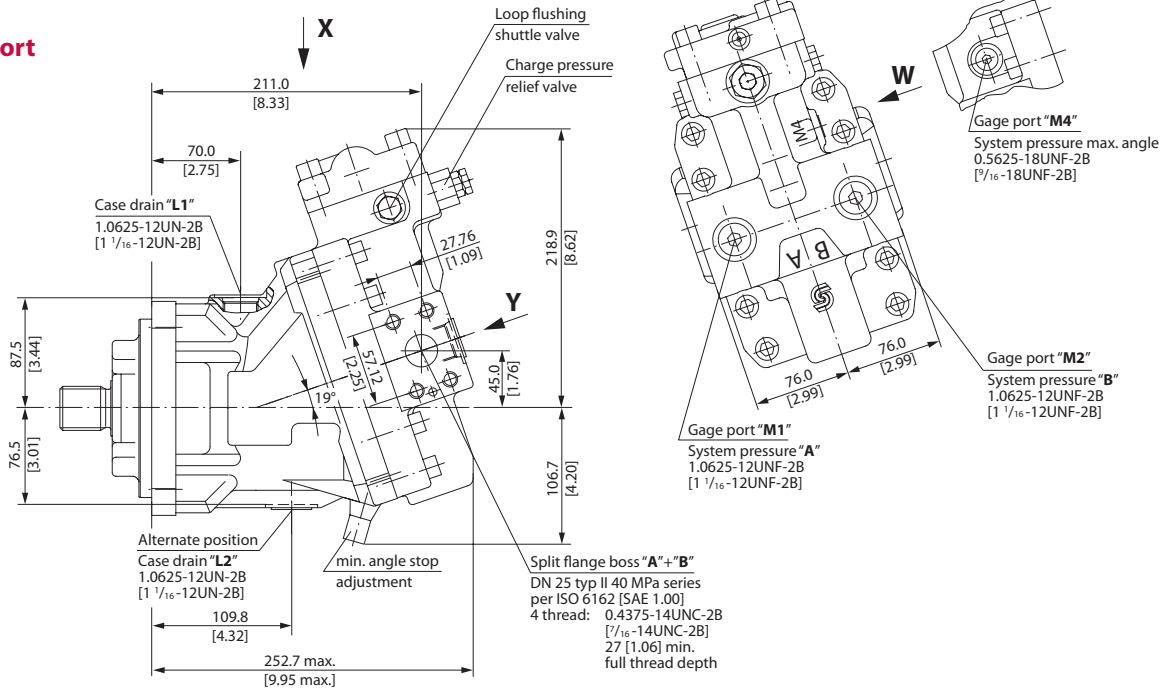 ort
X
Loop flushing
shuttle valve
Charge pressure
relief valve
211.0
[8.33]
70.0
[2.75]
Case drain "L1"
1.0625-12UN-2B
[1 1/16-12UN-2B]
27.76
[1.09]
218.9
[8.62]
Y
87.5
[3.44]
57.12
[2.25]
19°
45.0
[1.76]
76.5
[3.01]
106.7
[4.20]
Alternate position
Case drain "L2"
1.0625-12UN-2B
[1 1/16-12UN-2B]
min. angle stop
adjustment
109.8
[4.32]
252.7 max.
[9.95 max.]
Split flange boss "A"+"B"
DN 25 typ II 40 MPa series
per ISO 6162 [SAE 1.00]
4 thread: 0.4375-14UNC-2B
[7/16-14UNC-2B]
27 [1.06] min.
full thread depth
W
M4
Gage port "M4"
System pressure max. angle
0.5625-18UNF-2B
[9/16-18UNF-2B]
B A
76.0
[2.99]
76.0
[2.99]
Gage port "M2"
System pressure "B"
1.0625-12UNF-2B
[1 1/16-12UNF-2B]
Gage port "M1"
System pressure "A"
1.0625-12UNF-2B
[1 1/16-12UNF-2B]